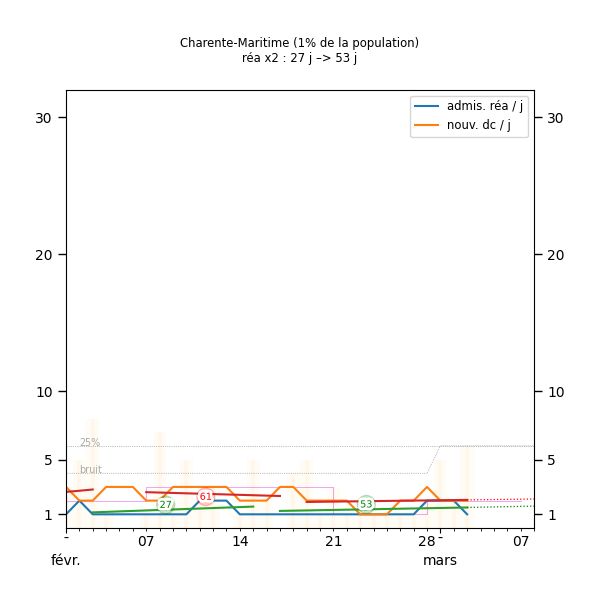 Charente-Maritime (1% de la population)
réa x2 : 27 j –> 53 j
admis. réa / j
nouv. dc / j
30 30
20 20
10 10
25%
5 5
bruit
61
27 53
1 1
- 07 14 21 28 - 07
févr. mars